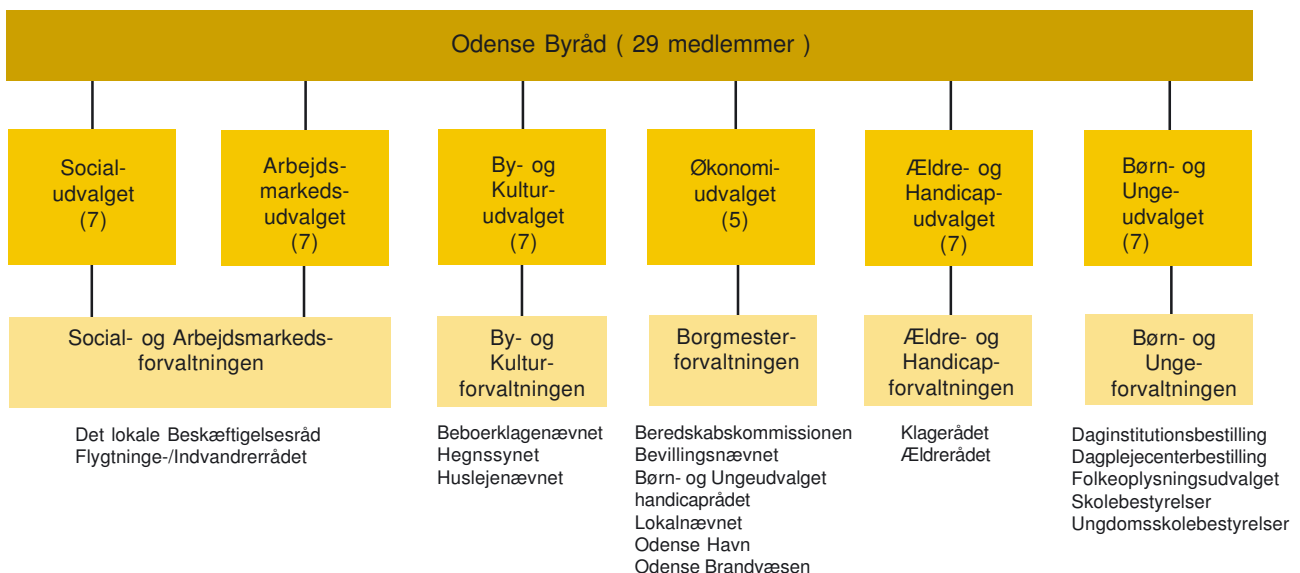 Odense Byråd ( 29 medlemmer )
Social-
udvalget
(7)
Arbejds-
markeds-
udvalget
(7)
By- og
Kultur-
udvalget
(7)
Økonomi-
udvalget
(5)
Ældre- og
Handicap-
udvalget
(7)
Børn- og
Unge-
udvalget
(7)
Social- og Arbejdsmarkeds-
forvaltningen
By- og
Kultur-
forvaltningen
Borgmester-
forvaltningen
Ældre- og
Handicap-
forvaltningen
Børn- og
Unge-
forvaltningen
Det lokale Beskæftigelsesråd
Flygtninge-/Indvandrerrådet
Beboerklagenævnet
Hegnssynet
Huslejenævnet
Beredskabskommissionen
Bevillingsnævnet
Børn- og Ungeudvalget
handicaprådet
Lokalnævnet
Odense Havn
Odense Brandvæsen
Klagerådet
Ældrerådet
Daginstitutionsbestilling
Dagplejecenterbestilling
Folkeoplysningsudvalget
Skolebestyrelser
Ungdomsskolebestyrelser